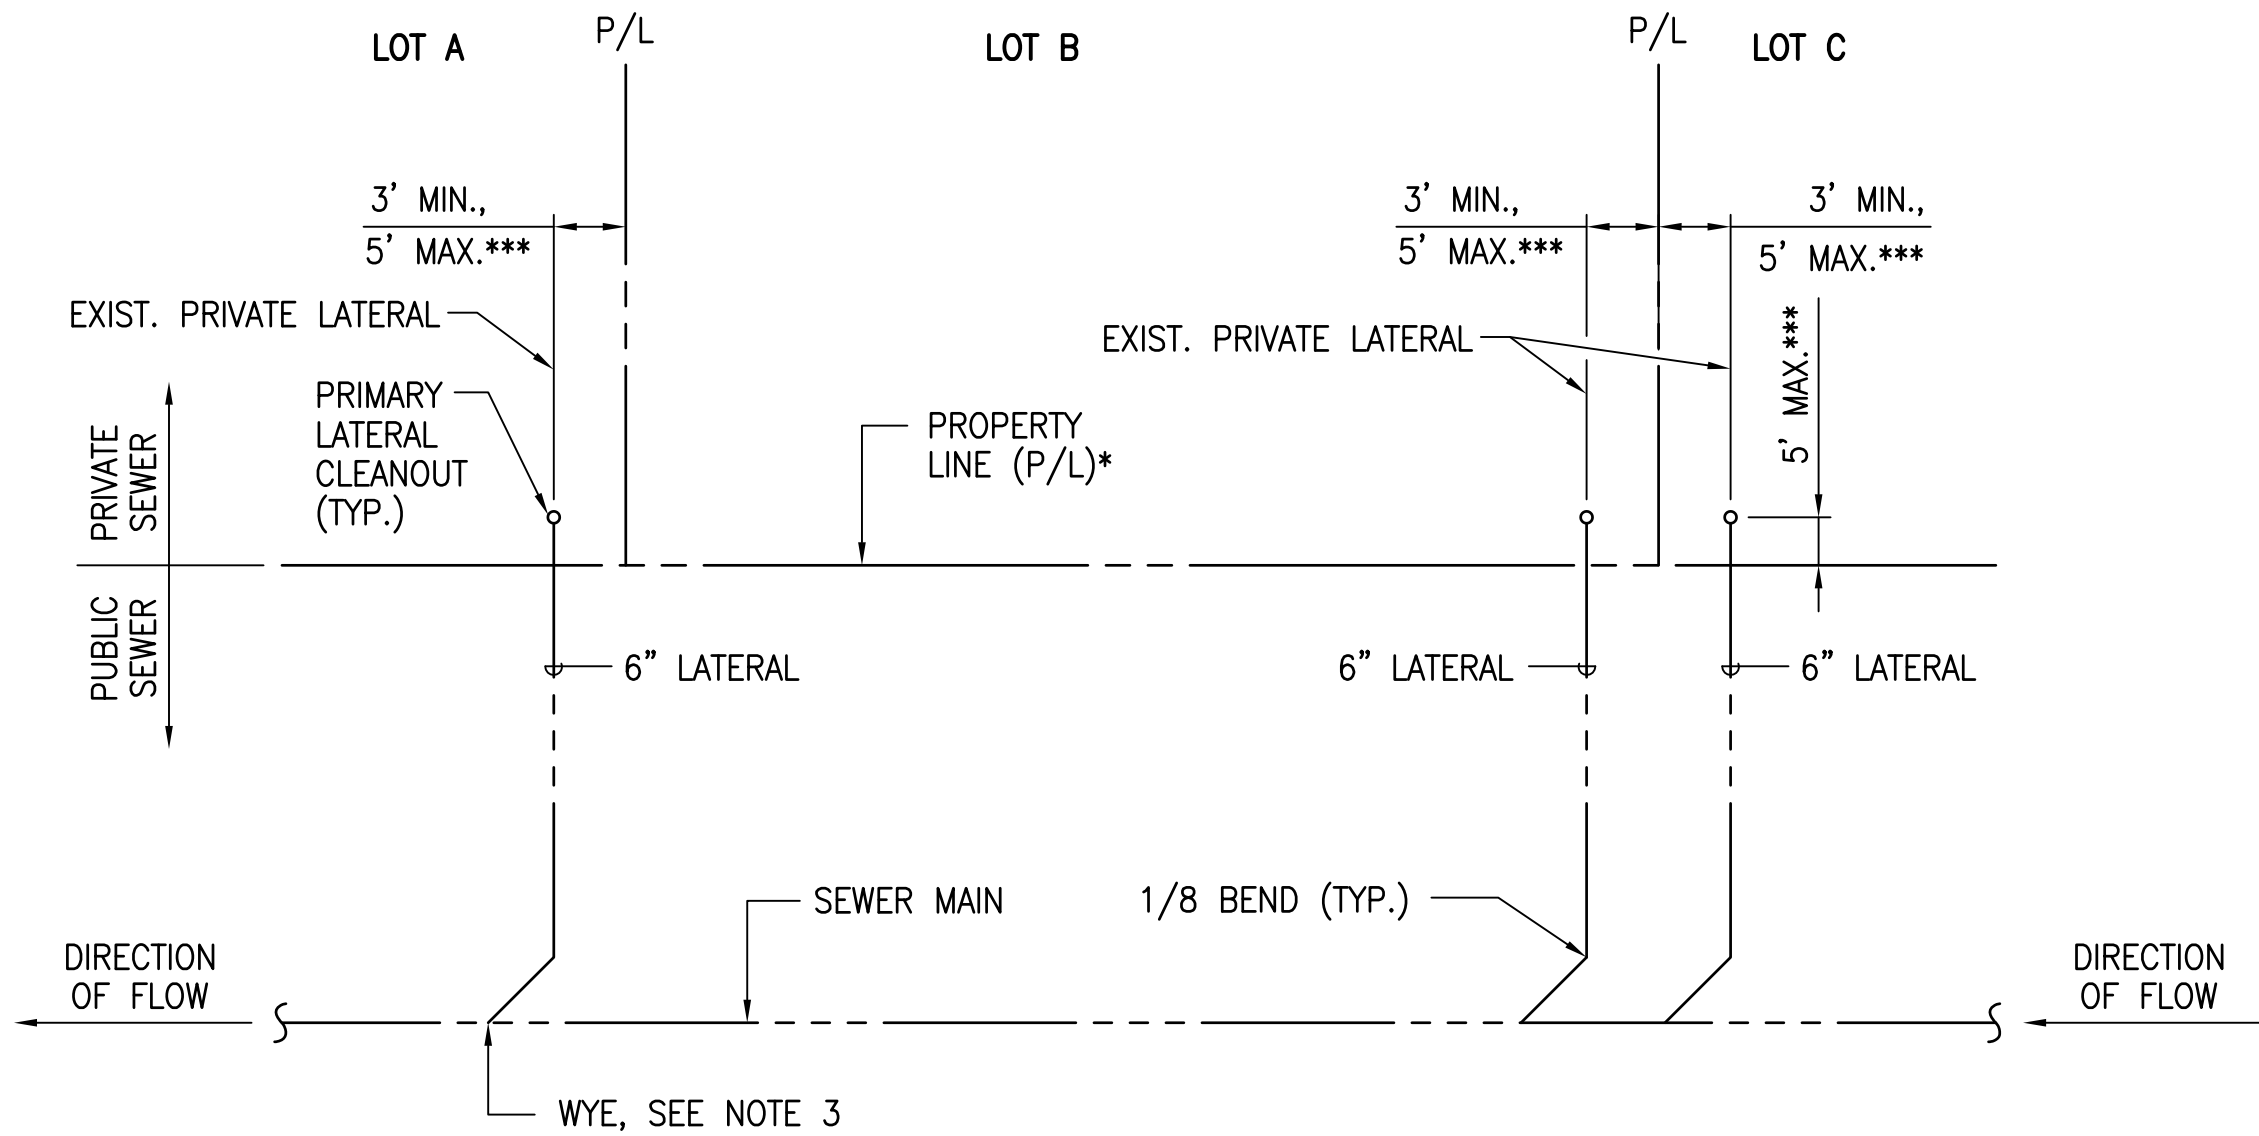 LOT A
P/L
LOT B
P/L
LOT C
3' MIN.,
5' MAX.***
3' MIN.,
5' MAX.***
3' MIN.,
5' MAX.***
EXIST. PRIVATE LATERAL
EXIST. PRIVATE LATERAL
5' MAX.***
PRIMARY
LATERAL
CLEANOUT
(TYP.)
PROPERTY
LINE (P/L)*
PRIVATE
SEWER
PUBLIC
SEWER
6” LATERAL
6” LATERAL
6” LATERAL
SEWER MAIN
1/8 BEND (TYP.)
DIRECTION
OF FLOW
DIRECTION
OF FLOW
WYE, SEE NOTE 3